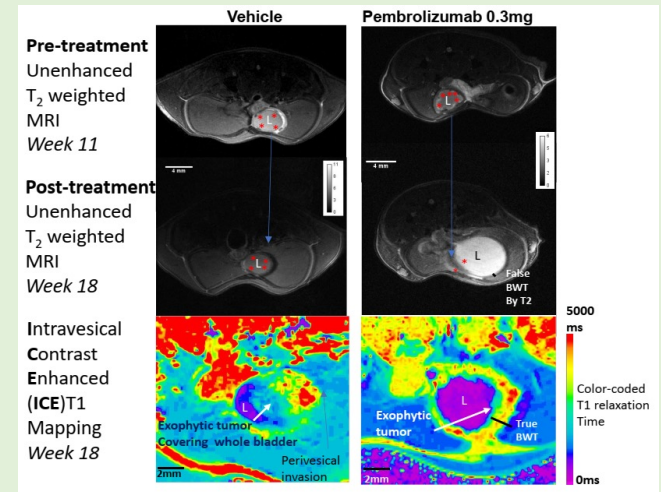 Vehicle
Pembrolizumab 0.3mg
Pre-treatment
Unenhanced
T2 weighted
MRI
Week 11
L
L
4 mm
4 mm
Post-treatment
Unenhanced
T2 weighted
MRI
Week 18
L
L
False
BWT
By T2
Intravesical
Contrast
Enhanced
(ICE)T1
Mapping
Week 18
L
Exophytic tumor
Covering whole bladder
Perivesical
invasion
2mm
L
Exophytic
tumor
True
BWT
2mm
5000
ms
Color-coded
T1 relaxation
Time
0ms